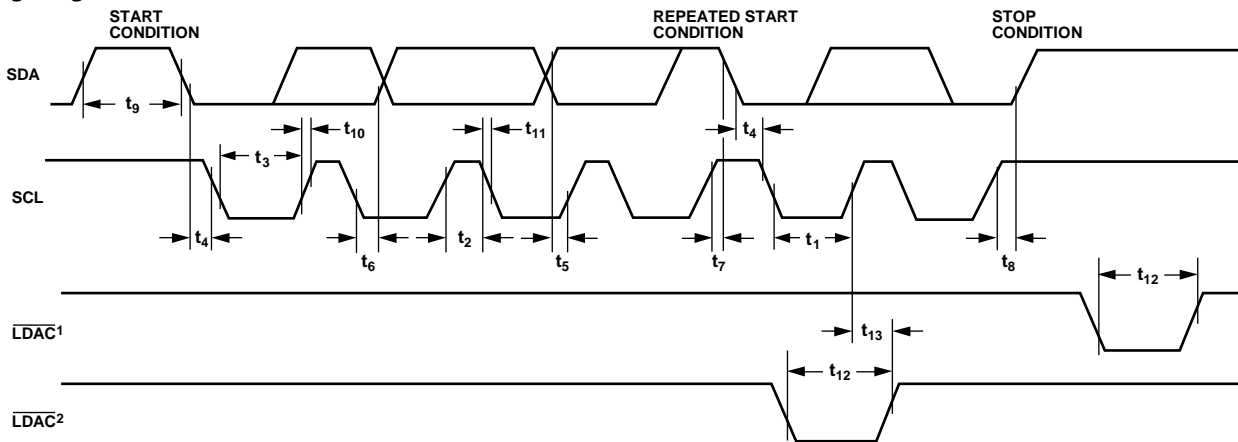 START
CONDITION
REPEATED START
CONDITION
STOP
CONDITION
SDA
t9
t10
t11
t4
t3
SCL
t4
t6
t2
t5
t7
t1
t8
t12
LDAC1
t13
t12
LDAC2